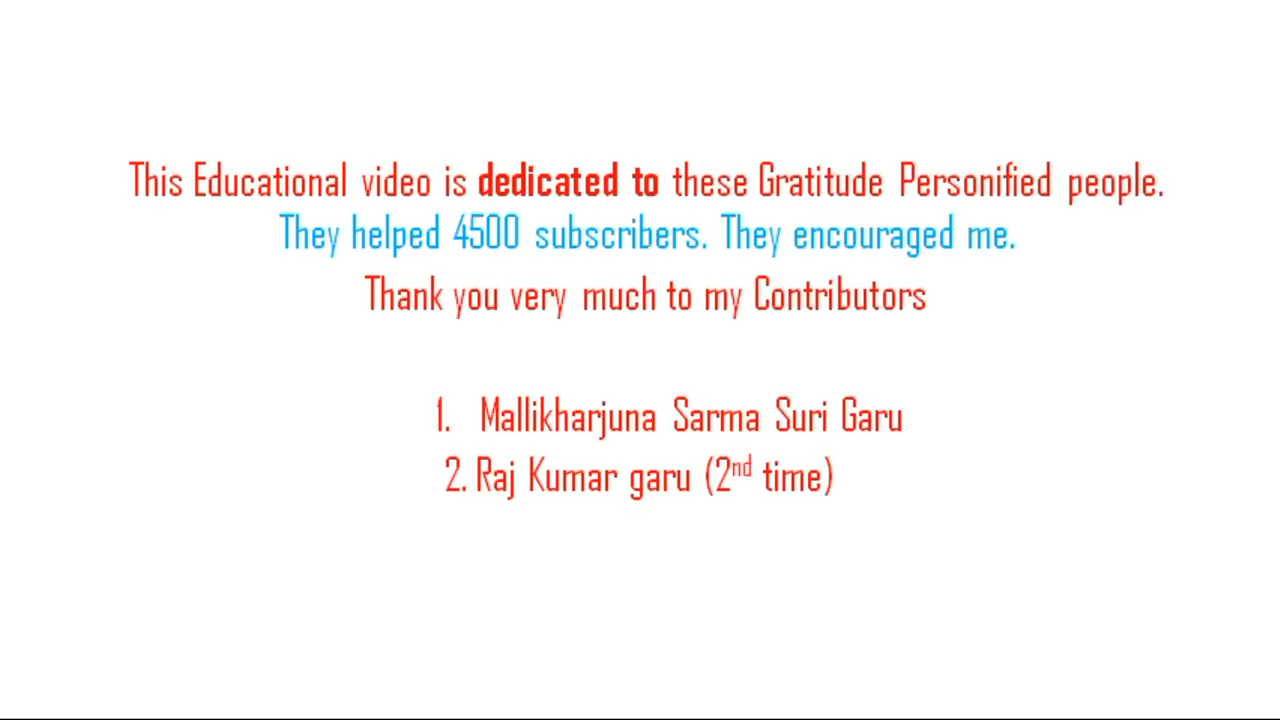 This Educational video is dedicated to these Gratitude Personified people.
They helped 4500 subscribers. They encouraged me.
Thank you very much to my Contributors
1. Mallikharjuna Sarma Suri Garu
2. Raj Kumar garu (2nd time)